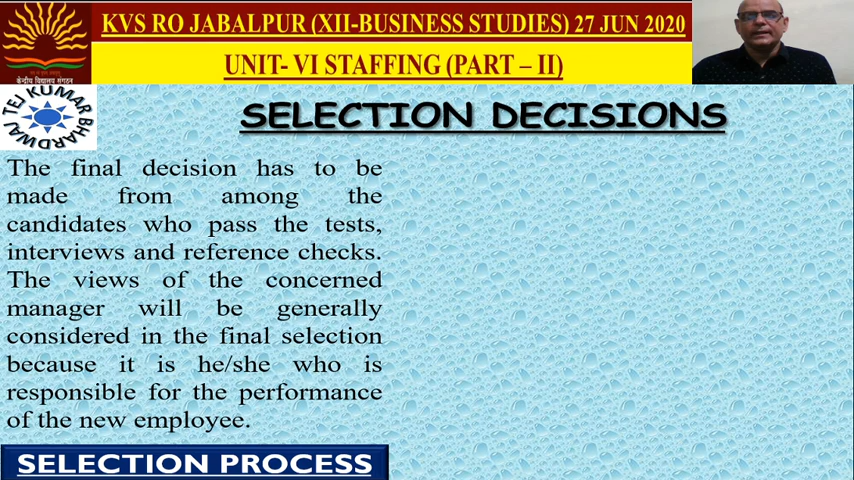 KVS RO JABALPUR (XII-BUSINESS STUDIES) 27 JUN 2020
UNIT- VI STAFFING (PART – II)
केन्द्रीय विद्यालय संगठन
TEJ KUMAR BHARDWAJ
SELECTION DECISIONS
The final decision has to be
made from among the
candidates who pass the tests,
interviews and reference checks.
The views of the concerned
manager will be generally
considered in the final selection
because it is he/she who is
responsible for the performance
of the new employee.
SELECTION PROCESS